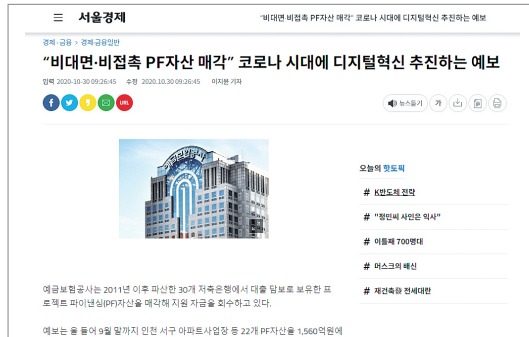 서울경제
"비대면·비접촉 PF자산 매각" 코로나 시대에 디지털혁신 추진하는 예보
경제·금융 > 경제·금융일반
"비대면·비접촉 PF자산 매각" 코로나 시대에 디지털혁신 추진하는 예보
입력 2020-10-30 09:26:45 수정 2020.10.30 09:26:45 이지윤 기자
URL
뉴스듣기 가
예금보험공사
오늘의 핫토픽
# K반도체 전략
# "정민씨 사인은 익사"
# 이틀째 700명대
# 머스크의 배신
# 재건축發 전세대란
예금보험공사는 2011년 이후 파산한 30개 저축은행에서 대출 담보로 보유한 프
로젝트 파이낸싱(PF)자산을 매각해 지원 자금을 회수하고 있다.
예보는 올 들어 9월 말까지 인천 서구 아파트사업장 등 22개 PF자산을 1,560억원에